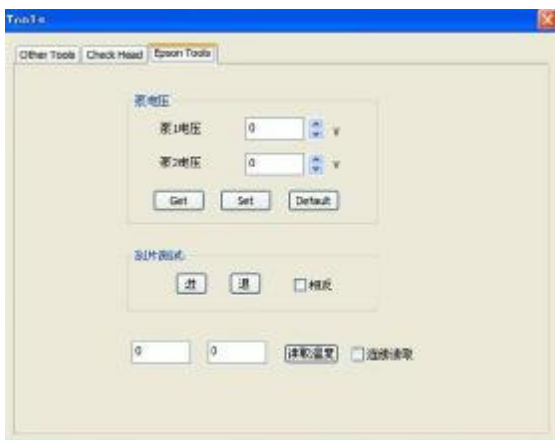 Tools
Other Tools Check Head Epson Tools
泵电压
泵1电压 0 v
泵2电压 0 v
Get Set Default
刮片测试
进 退 相反
0 0 读取温度 连续读取